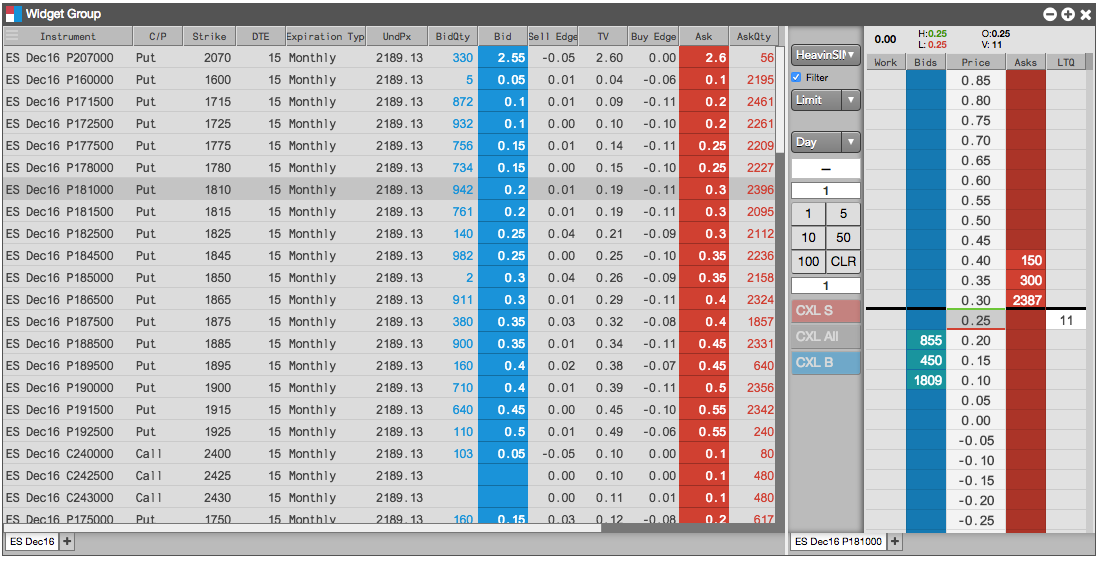 Widget Group
Instrument C/P Strike DTE Expiration Typ UndPx BidQty Bid Sell Edge TV Buy Edge Ask AskQty
ES Dec16 P207000 Put 2070 15 Monthly 2189.13 330 2.55 -0.05 2.60 0.00 2.6 56
ES Dec16 P160000 Put 1600 15 Monthly 2189.13 5 0.05 0.01 0.04 -0.06 0.1 2195
ES Dec16 P171500 Put 1715 15 Monthly 2189.13 872 0.1 0.01 0.09 -0.11 0.2 2461
ES Dec16 P172500 Put 1725 15 Monthly 2189.13 932 0.1 0.00 0.10 -0.10 0.2 2261
ES Dec16 P177500 Put 1775 15 Monthly 2189.13 756 0.15 0.01 0.14 -0.11 0.25 2209
ES Dec16 P178000 Put 1780 15 Monthly 2189.13 734 0.15 0.00 0.15 -0.10 0.25 2227
ES Dec16 P181000 Put 1810 15 Monthly 2189.13 942 0.2 0.01 0.19 -0.11 0.3 2396
ES Dec16 P181500 Put 1815 15 Monthly 2189.13 761 0.2 0.01 0.19 -0.11 0.3 2095
ES Dec16 P182500 Put 1825 15 Monthly 2189.13 140 0.25 0.04 0.21 -0.09 0.3 2112
ES Dec16 P184500 Put 1845 15 Monthly 2189.13 982 0.25 0.00 0.25 -0.10 0.35 2236
ES Dec16 P185000 Put 1850 15 Monthly 2189.13 2 0.3 0.04 0.26 -0.09 0.35 2158
ES Dec16 P186500 Put 1865 15 Monthly 2189.13 911 0.3 0.01 0.29 -0.11 0.4 2324
ES Dec16 P187500 Put 1875 15 Monthly 2189.13 380 0.35 0.03 0.32 -0.08 0.4 1857
ES Dec16 P188500 Put 1885 15 Monthly 2189.13 900 0.35 0.01 0.34 -0.11 0.45 2331
ES Dec16 P189500 Put 1895 15 Monthly 2189.13 160 0.4 0.02 0.38 -0.07 0.45 640
ES Dec16 P190000 Put 1900 15 Monthly 2189.13 710 0.4 0.01 0.39 -0.11 0.5 2356
ES Dec16 P191500 Put 1915 15 Monthly 2189.13 640 0.45 0.00 0.45 -0.10 0.55 2342
ES Dec16 P192500 Put 1925 15 Monthly 2189.13 110 0.5 0.01 0.49 -0.06 0.55 240
ES Dec16 C240000 Call 2400 15 Monthly 2189.13 103 0.05 -0.05 0.10 0.00 0.1 80
ES Dec16 C242500 Call 2425 15 Monthly 2189.13 0.00 0.10 0.00 0.1 480
ES Dec16 C243000 Call 2430 15 Monthly 2189.13 0.00 0.11 0.01 0.1 480
ES Dec16 P175000 Put 1750 15 Monthly 2189.13 160 0.15 0.03 0.12 -0.08 0.2 617
ES Dec16 +
HeavinSIM
Filter
Limit
Day
–
1
1 5
10 50
100 CLR
1
CXL S
CXL All
CXL B
0.00 H:0.25 O:0.25
L: 0.25 V: 11
Work Bids Price Asks LTQ
0.85
0.80
0.75
0.70
0.65
0.60
0.55
0.50
0.45
0.40 150
0.35 300
0.30 2387
0.25 11
855 0.20
450 0.15
1809 0.10
0.05
0.00
-0.05
-0.10
-0.15
-0.20
-0.25
ES Dec16 P181000 +